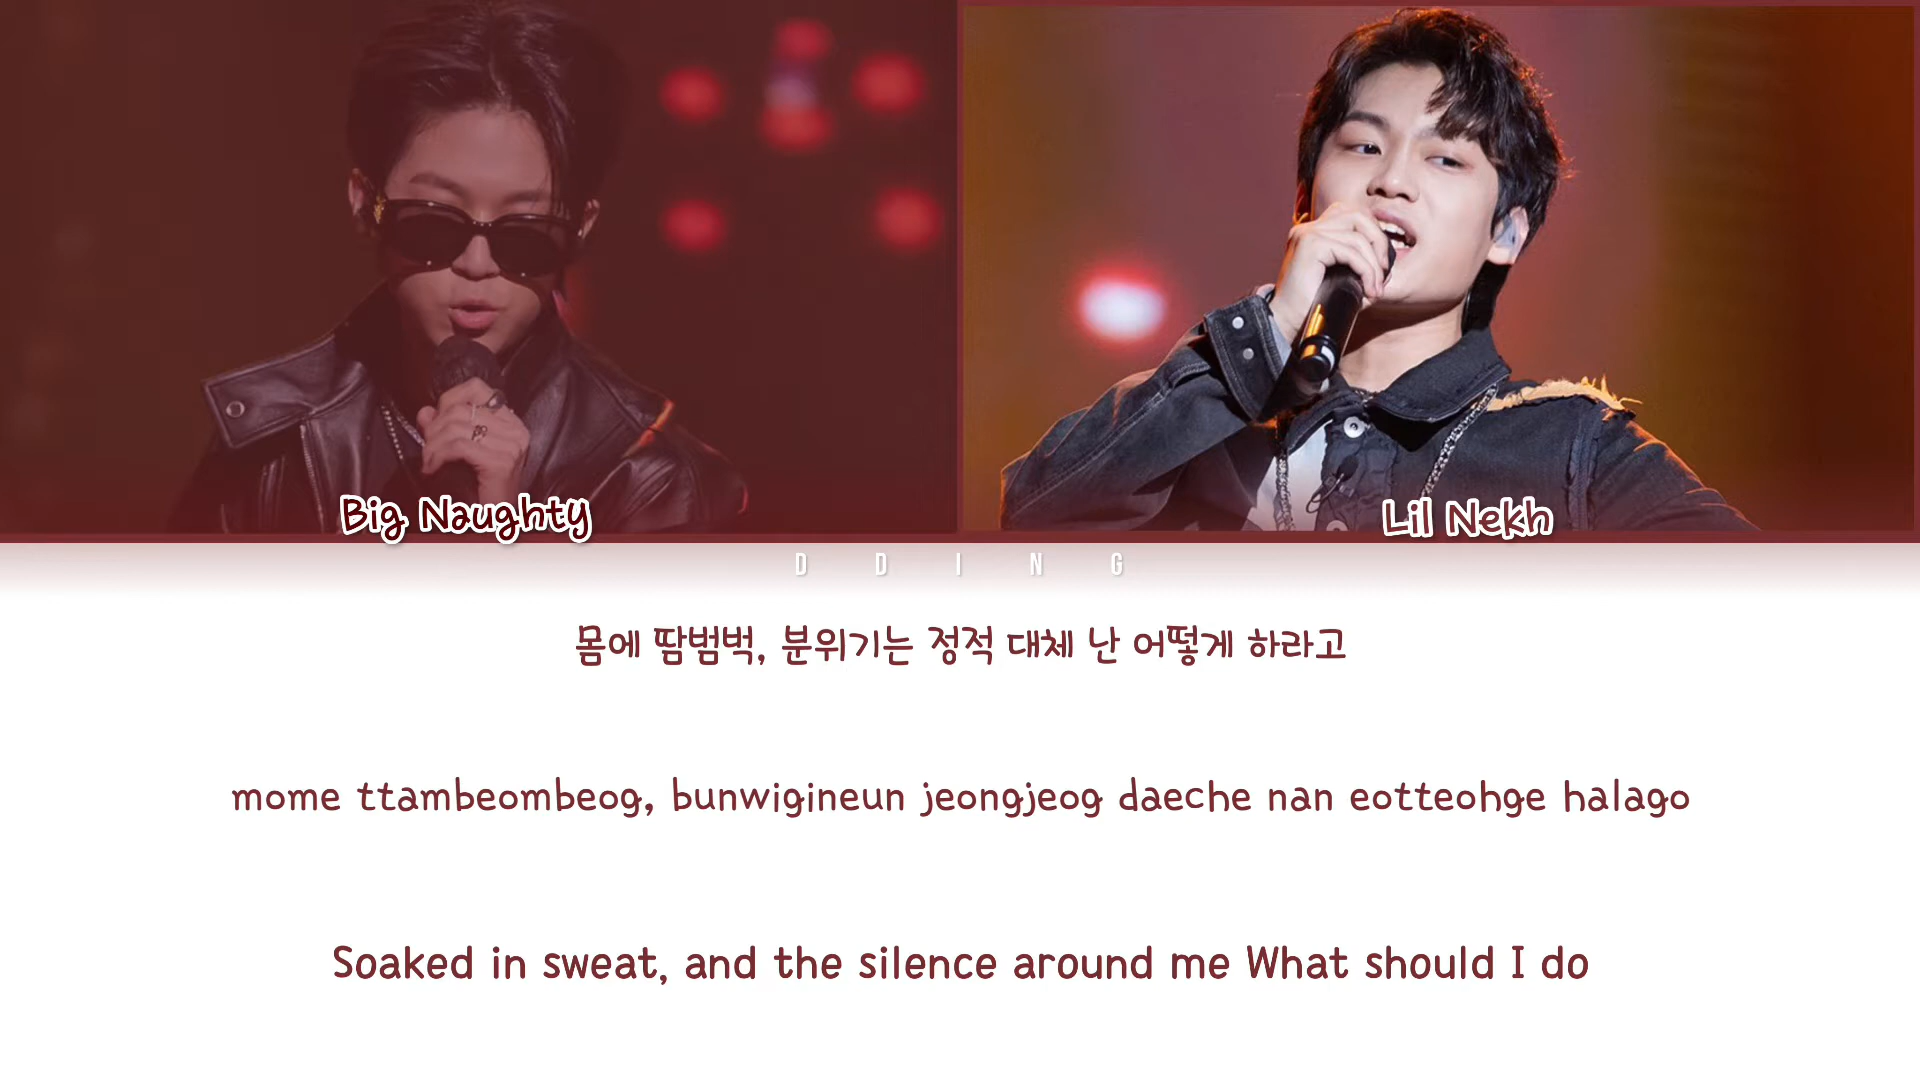 Big Naughty
Lil Nekh
D D I N G
몸에 땀범벅, 분위기는 정적 대체 난 어떻게 하라고
mome ttambeombeog, bunwigineun jeongjeog daeche nan eotteohge halago
Soaked in sweat, and the silence around me What should I do